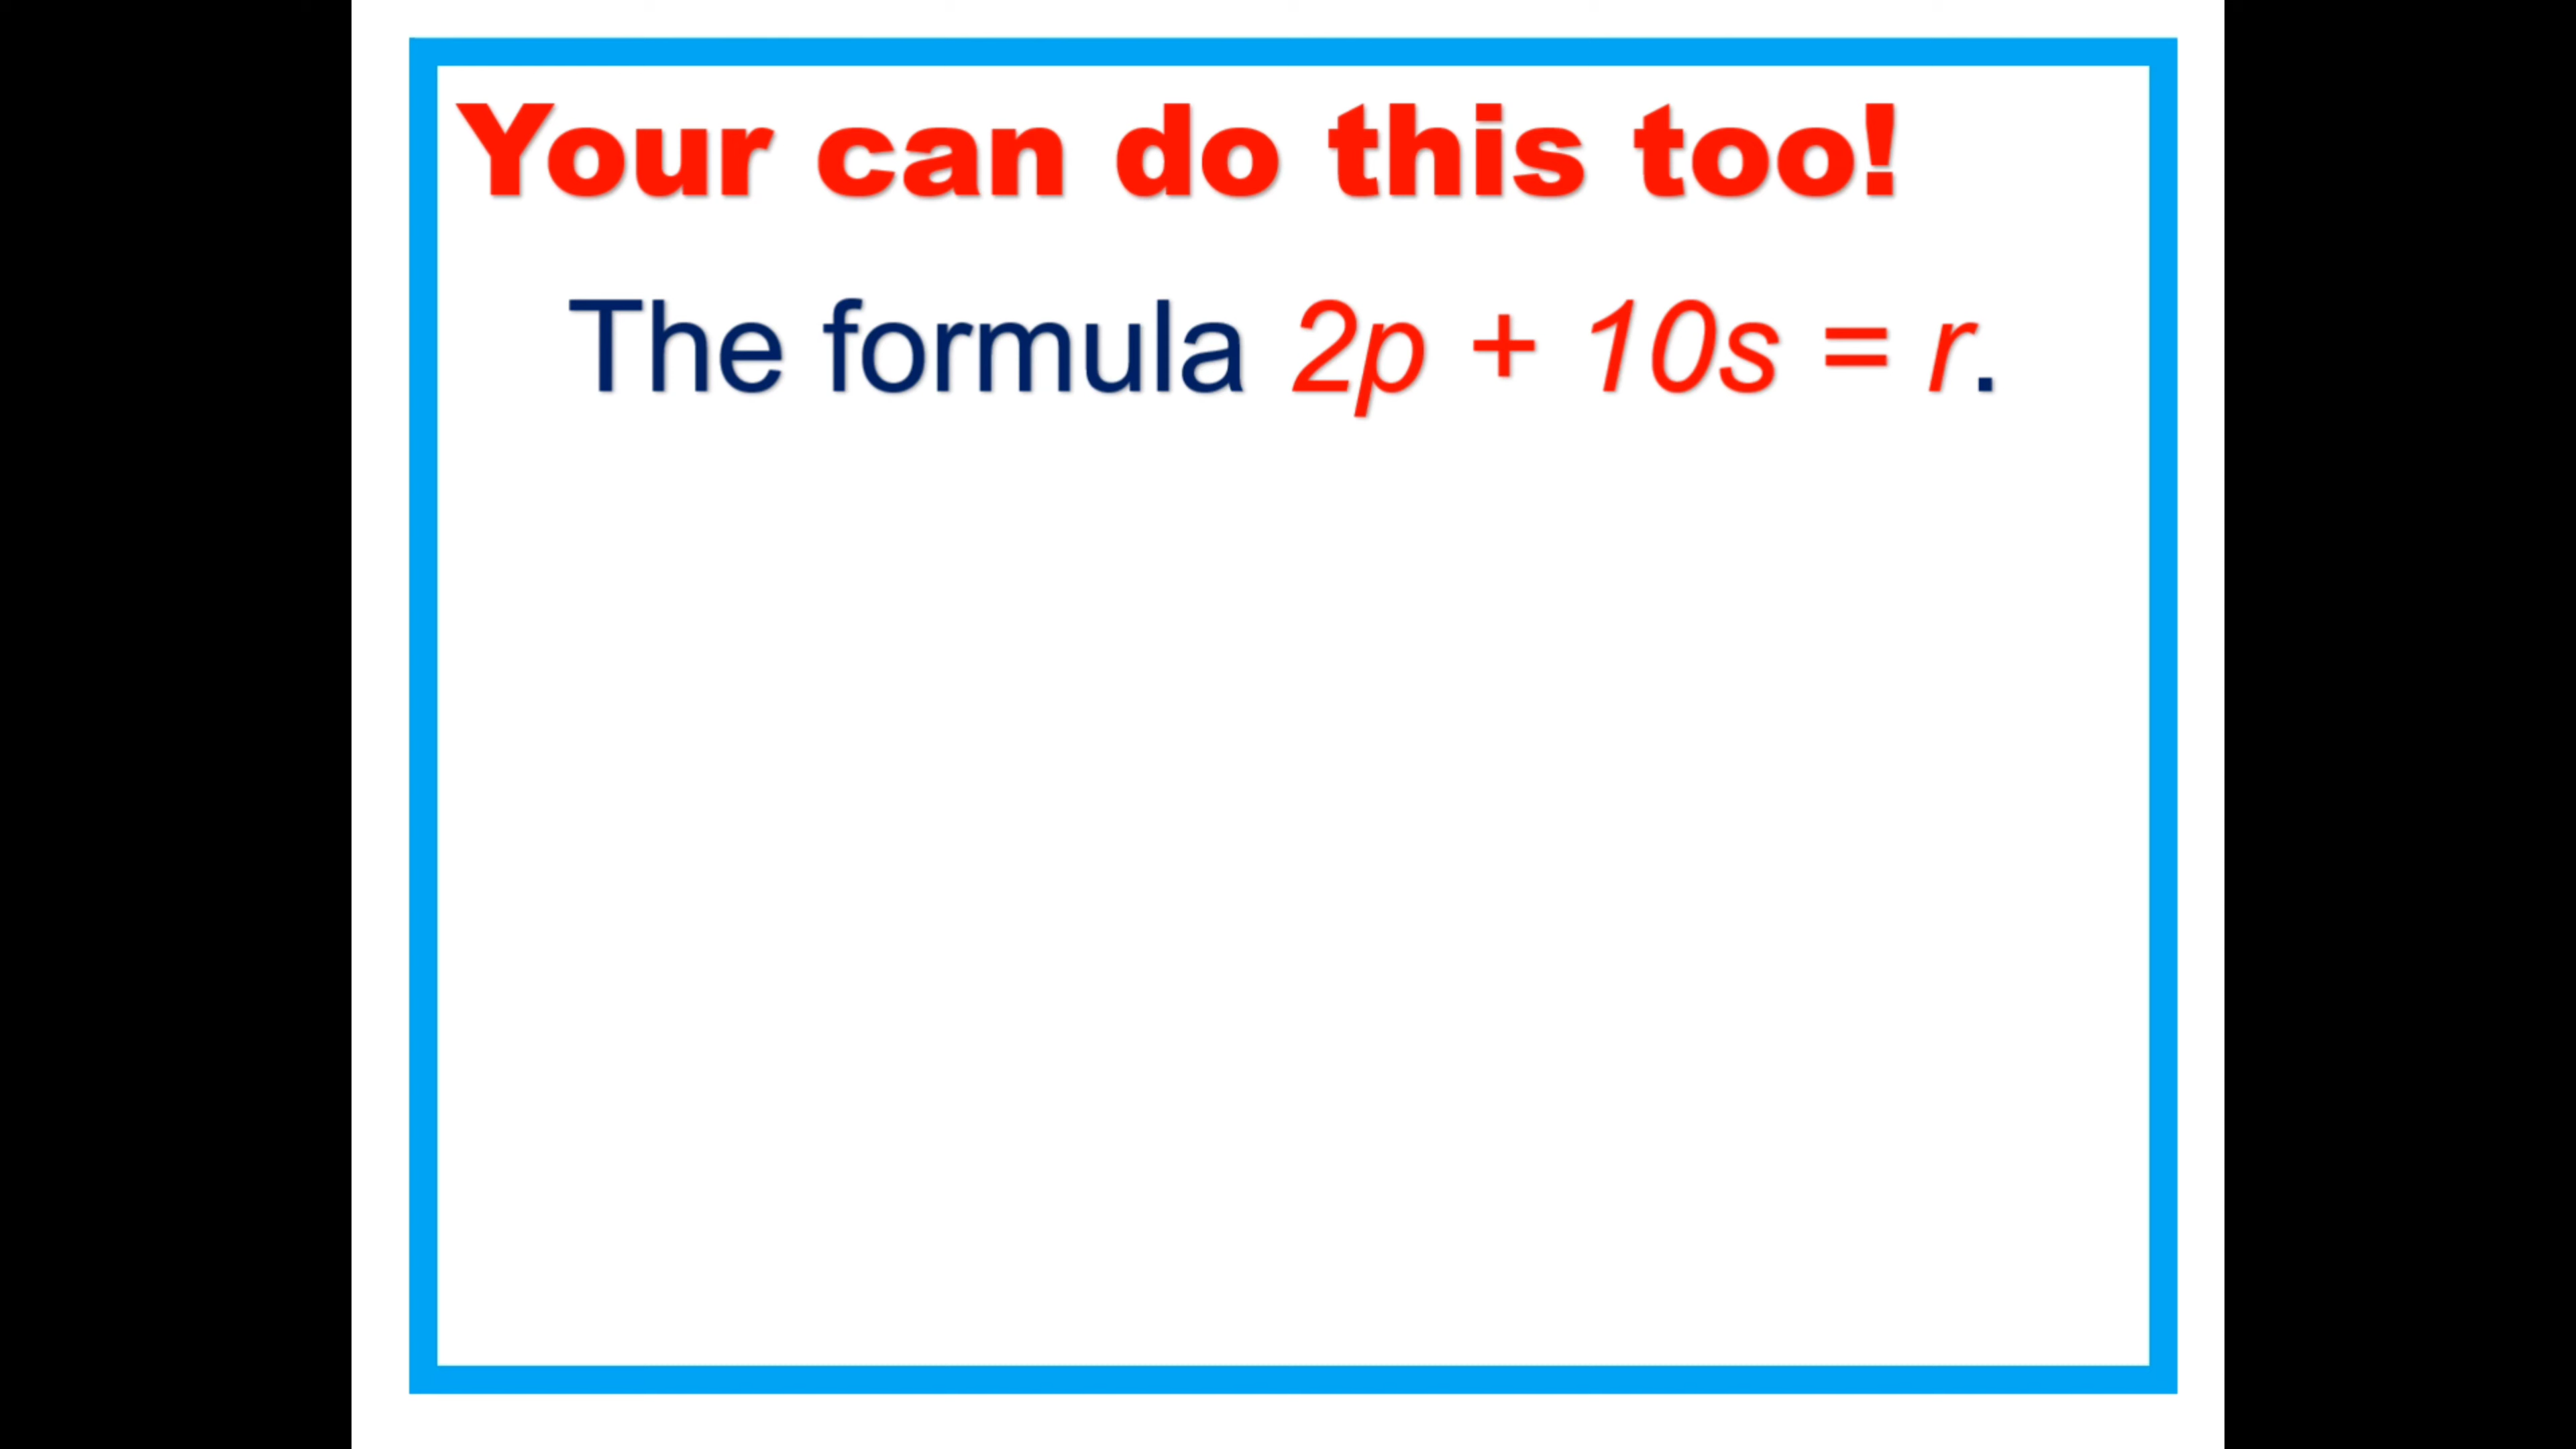 Your can do this too!
The formula 2p + 10s = r.